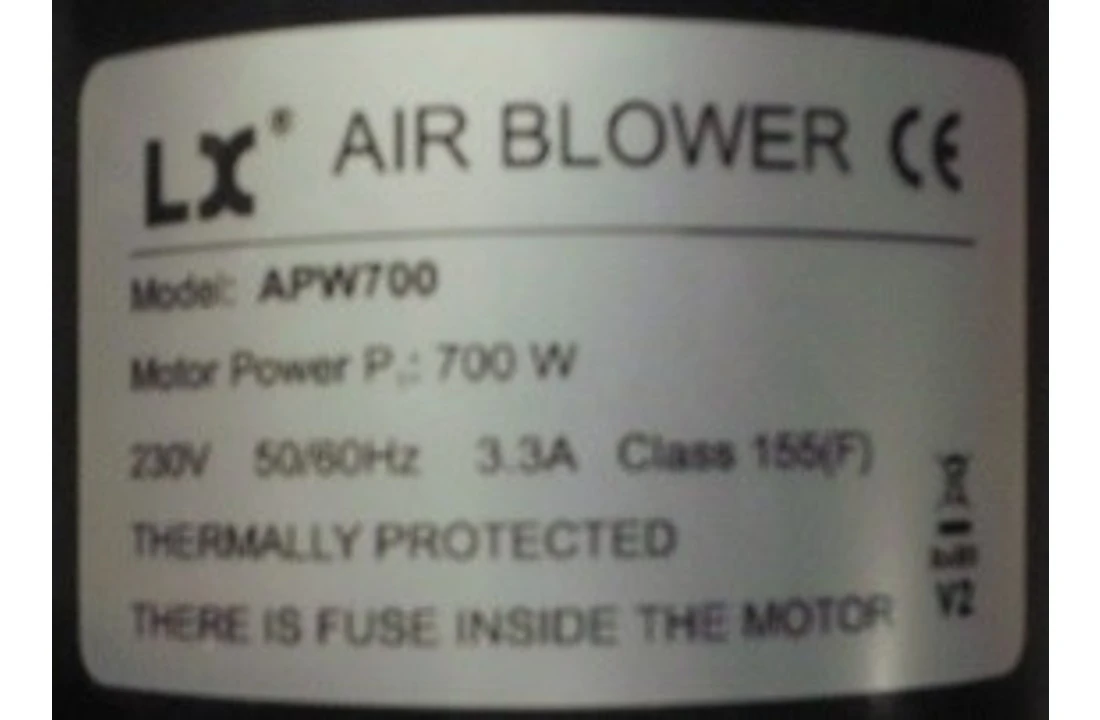 LX® AIR BLOWER CE
Model: APW700
Motor Power P₁: 700 W
230V 50/60Hz 3.3A Class 155(F)
THERMALLY PROTECTED
THERE IS FUSE INSIDE THE MOTOR
V2